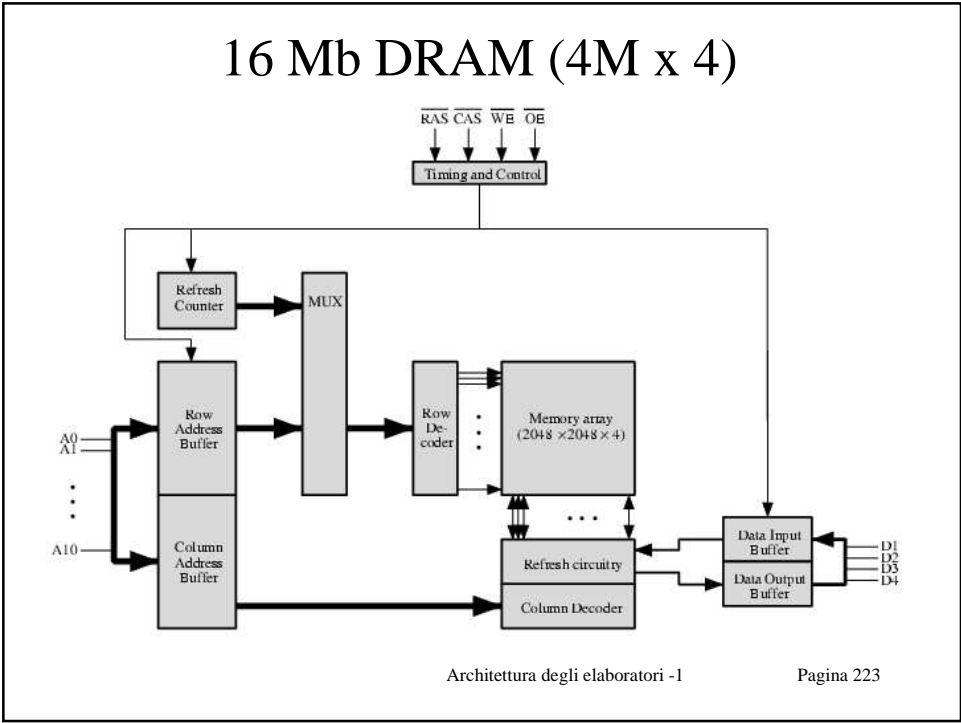 16 Mb DRAM (4M x 4)
RAS CAS WE OE
Timing and Control
Refresh
Counter
MUX
Row
Address
Buffer
Row
De-
coder
Memory array
(2048 ×2048×4)
A0
A1
A10
Column
Address
Buffer
Refresh circuitry
Column Decoder
Data Input
Buffer
Data Output
Buffer
D1
D2
D3
D4
Architettura degli elaboratori -1
Pagina 223